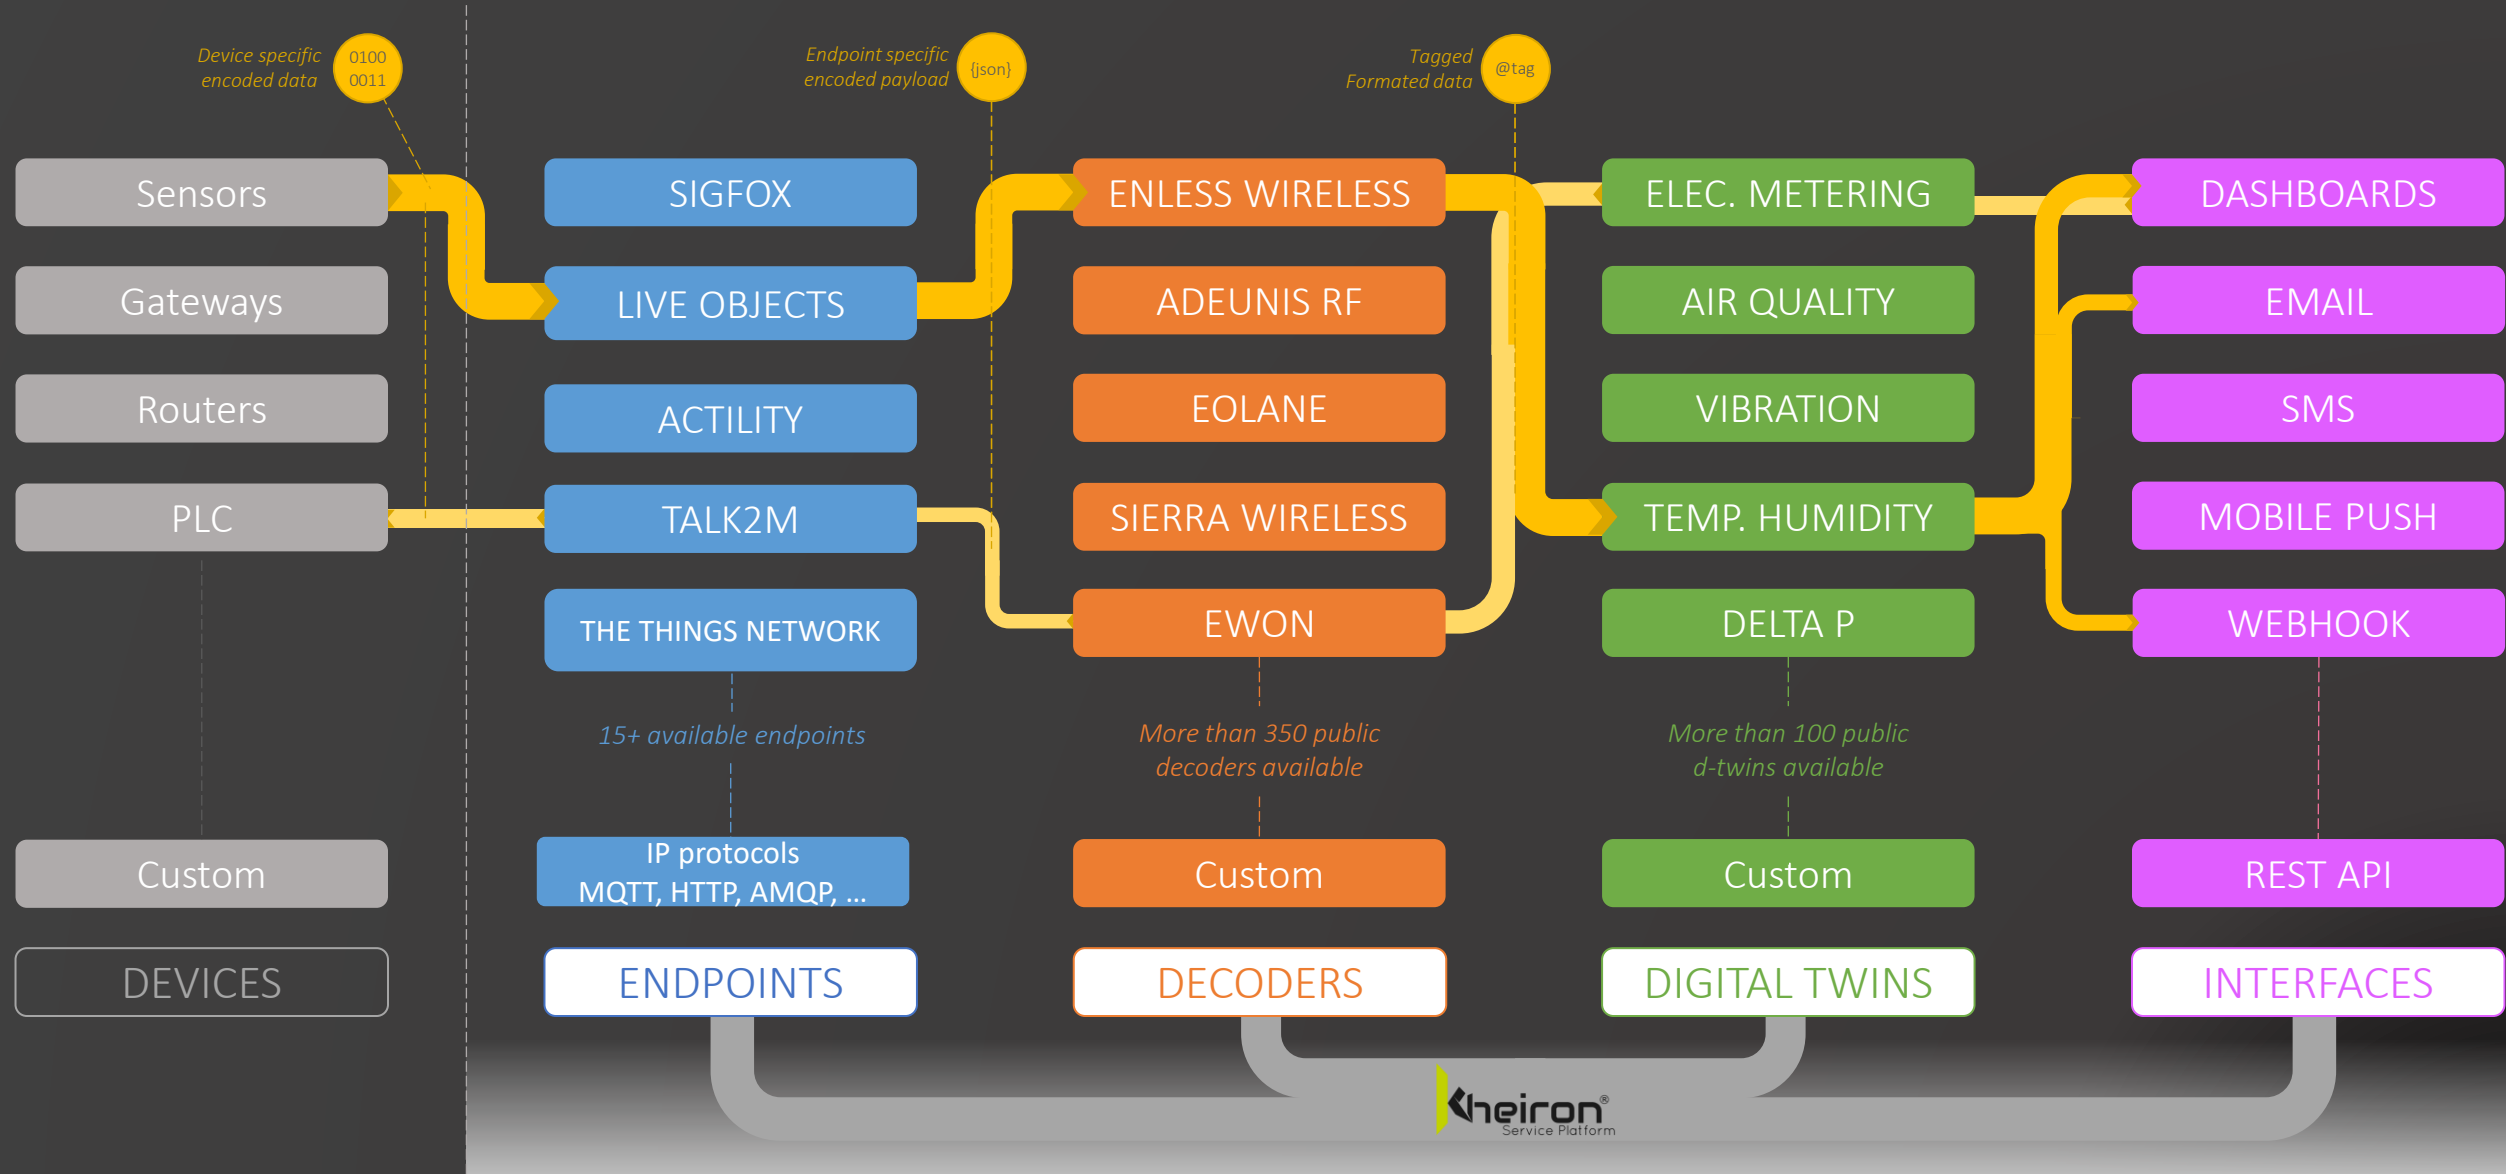 Device specific
encoded data
0100
0011
Endpoint specific
encoded payload
{json}
Tagged
Formated data
@tag
Sensors
Gateways
Routers
PLC
Custom
DEVICES
SIGFOX
LIVE OBJECTS
ACTILITY
TALK2M
THE THINGS NETWORK
15+ available endpoints
IP protocols
MQTT, HTTP, AMQP, ...
ENDPOINTS
ENLESS WIRELESS
ADEUNIS RF
EOLANE
SIERRA WIRELESS
EWON
More than 350 public
decoders available
Custom
DECODERS
ELEC. METERING
AIR QUALITY
VIBRATION
TEMP. HUMIDITY
DELTA P
More than 100 public
d-twins available
Custom
DIGITAL TWINS
DASHBOARDS
EMAIL
SMS
MOBILE PUSH
WEBHOOK
REST API
INTERFACES
Kheiron®
Service Platform